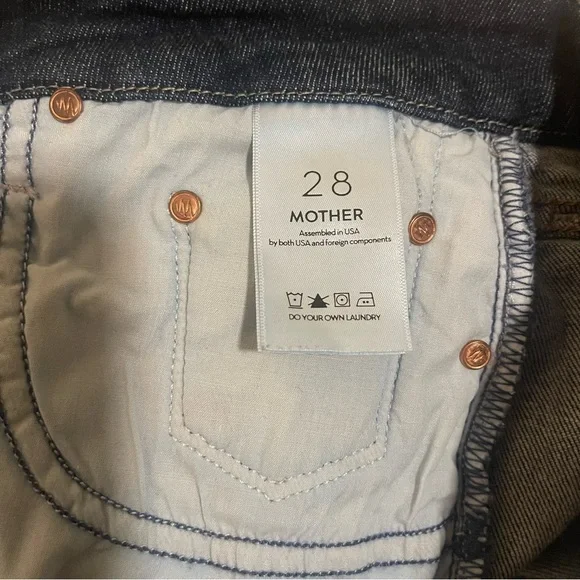 28
MOTHER
Assembled in USA
by both USA and foreign components
DO YOUR OWN LAUNDRY